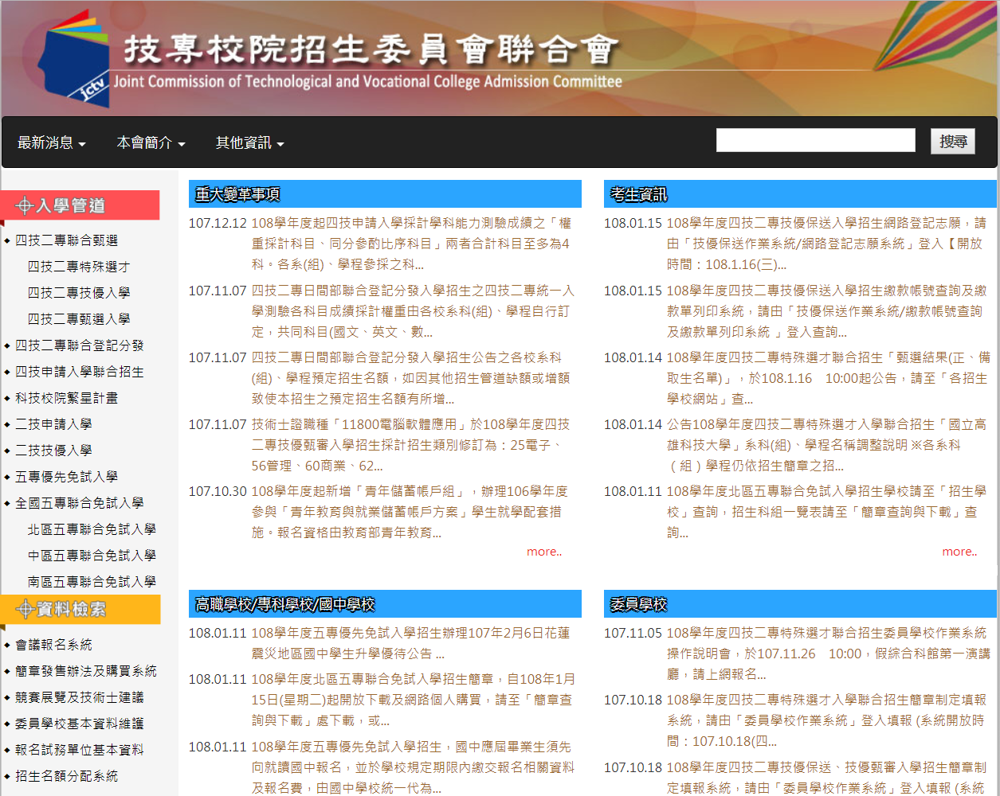 技專校院招生委員會聯合會
Joint Commission of Technological and Vocational College Admission Committee
jctv
最新消息
本會簡介
其他資訊
搜尋
入學管道
四技二專聯合甄選
四技二專特殊選才
四技二專技優入學
四技二專甄選入學
四技二專聯合登記分發
四技申請入學聯合招生
科技校院繁星計畫
二技申請入學
二技技優入學
五專優先免試入學
全國五專聯合免試入學
北區五專聯合免試入學
中區五專聯合免試入學
南區五專聯合免試入學
資料檢索
會議報名系統
簡章發售辦法及購買系統
競賽展覽及技術士建議
委員學校基本資料維護
報名試務單位基本資料
招生名額分配系統
重大變革事項
107.12.12 108學年度起四技申請入學採計學科能力測驗成績之「權
重採計科目、同分參酌比序科目」兩者合計科目至多為4
科。各系(組)、學程參採之科...
107.11.07 四技二專日間部聯合登記分發入學招生之四技二專統一入
學測驗各科目成績採計權重由各校系科(組)、學程自行訂
定，共同科目(國文、英文、數...
107.11.07 四技二專日間部聯合登記分發入學招生公告之各校系科
(組)、學程預定招生名額，如因其他招生管道缺額或增額
致使本招生之預定招生名額有所增...
107.11.07 技術士證職種「11800電腦軟體應用」於108學年度四技
二專技優甄審入學招生採計招生類別修訂為：25電子、
56管理、60商業、62...
107.10.30 108學年度起新增「青年儲蓄帳戶組」，辦理106學年度
參與「青年教育與就業儲蓄帳戶方案」學生就學配套措
施。報名資格由教育部青年教育...
more..
考生資訊
108.01.15 108學年度四技二專技優保送入學招生網路登記志願，請
由「技優保送作業系統/網路登記志願系統」登入【開放
時間：108.1.16(三)...
108.01.15 108學年度四技二專技優保送入學招生繳款帳號查詢及繳
款單列印系統，請由「技優保送作業系統/繳款帳號查詢
及繳款單列印系統 」登入查詢...
108.01.14 108學年度四技二專特殊選才聯合招生「甄選結果(正、備
取生名單)」，於108.1.16　10:00起公告，請至「各招生
學校網站」查...
108.01.14 公告108學年度四技二專特殊選才入學聯合招生「國立高
雄科技大學」系科(組)、學程名稱調整說明 ※各系科
（組）學程仍依招生簡章之招...
108.01.11 108學年度北區五專聯合免試入學招生學校請至「招生學
校」查詢，招生科組一覽表請至「簡章查詢與下載」查
詢...
more..
高職學校/專科學校/國中學校
108.01.11 108學年度五專優先免試入學招生辦理107年2月6日花蓮
震災地區國中學生升學優待公告 ...
108.01.11 108學年度北區五專聯合免試入學招生簡章，自108年1月
15日(星期二)起開放下載及網路個人購買，請至「簡章查
詢與下載」處下載，或...
108.01.11 108學年度五專優先免試入學招生，國中應屆畢業生須先
向就讀國中報名，並於學校規定期限內繳交報名相關資料
及報名費，由國中學校統一代為...
委員學校
107.11.05 108學年度四技二專特殊選才聯合招生委員學校作業系統
操作說明會，於107.11.26　10:00，假綜合科館第一演講
廳，請上網報名...
107.10.18 108學年度四技二專特殊選才入學聯合招生簡章制定填報
系統，請由「委員學校作業系統」登入填報 (系統開放時
間：107.10.18(四...
107.10.18 108學年度四技二專技優保送、技優甄審入學招生簡章制
定填報系統，請由「委員學校作業系統」登入填報 (系統